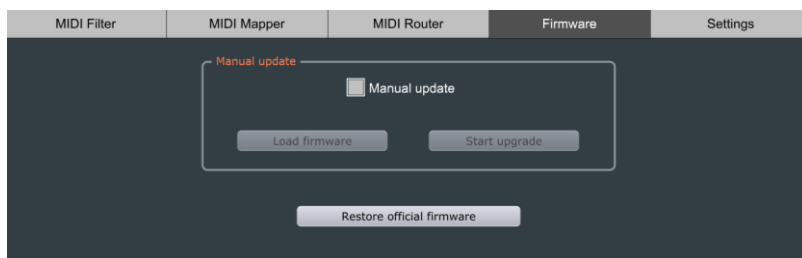 MIDI Filter MIDI Mapper MIDI Router Firmware Settings
Manual update
Manual update
Load firmware Start upgrade
Restore official firmware